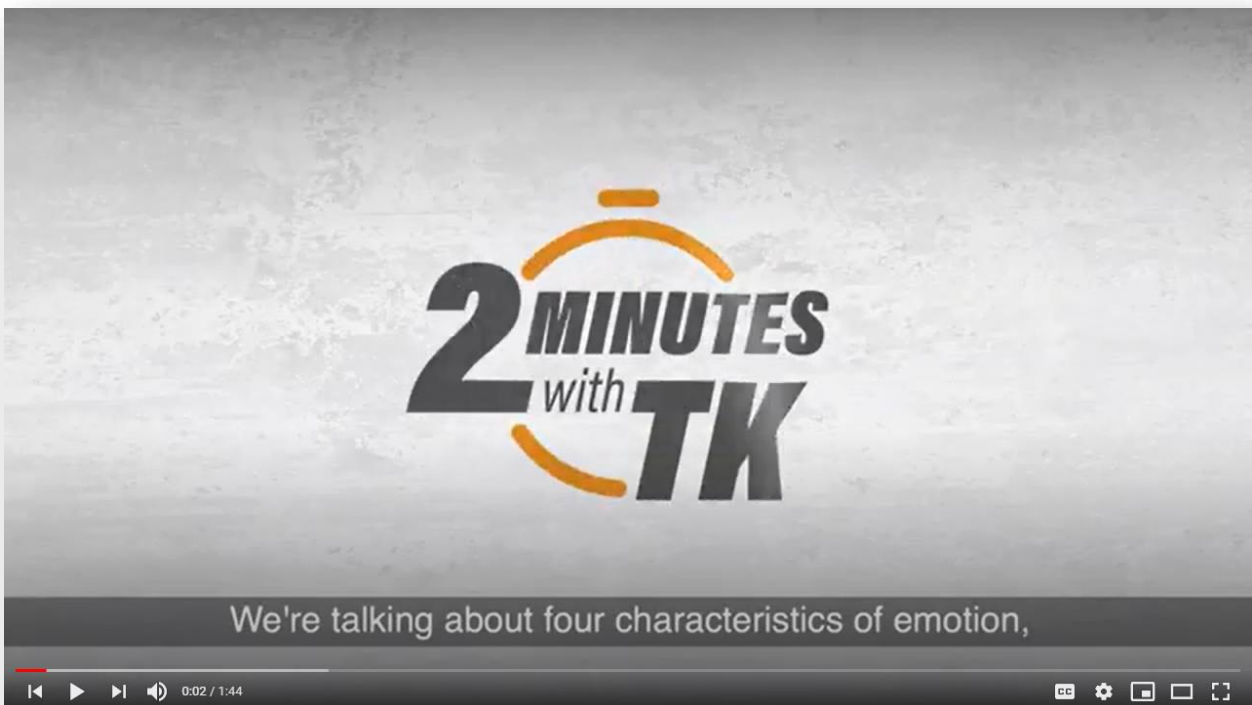 2 MINUTES
with TK
We're talking about four characteristics of emotion,
0:02 / 1:44
CC